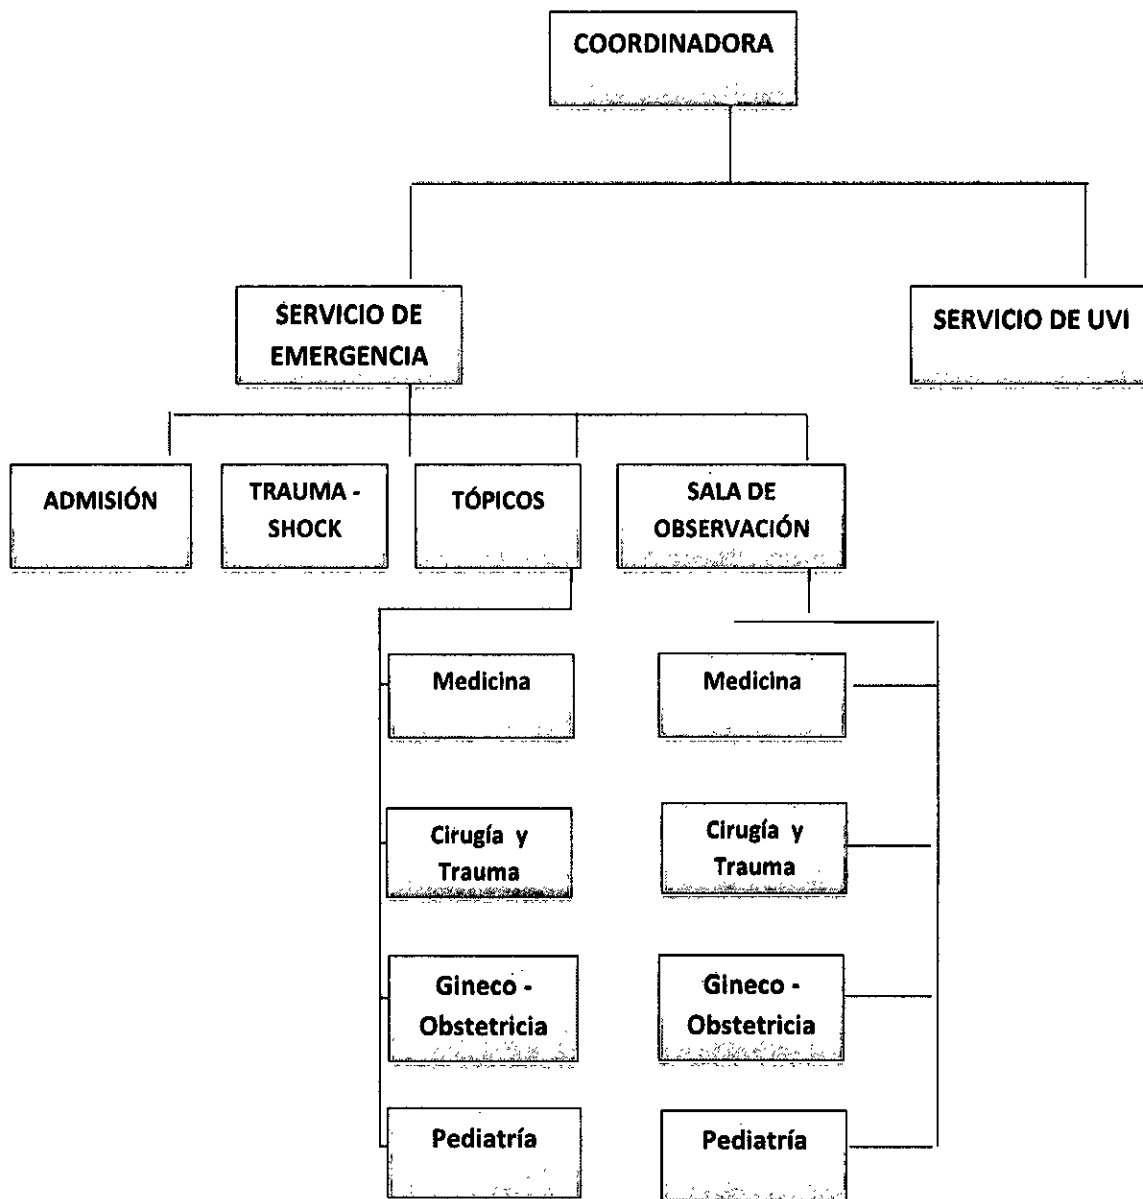 COORDINADORA
SERVICIO DE
EMERGENCIA
SERVICIO DE UVI
ADMISIÓN
TRAUMA -
SHOCK
TÓPICOS
SALA DE
OBSERVACIÓN
Medicina
Cirugía y
Trauma
Gineco -
Obstetricia
Pediatría
Medicina
Cirugía y
Trauma
Gineco -
Obstetricia
Pediatría